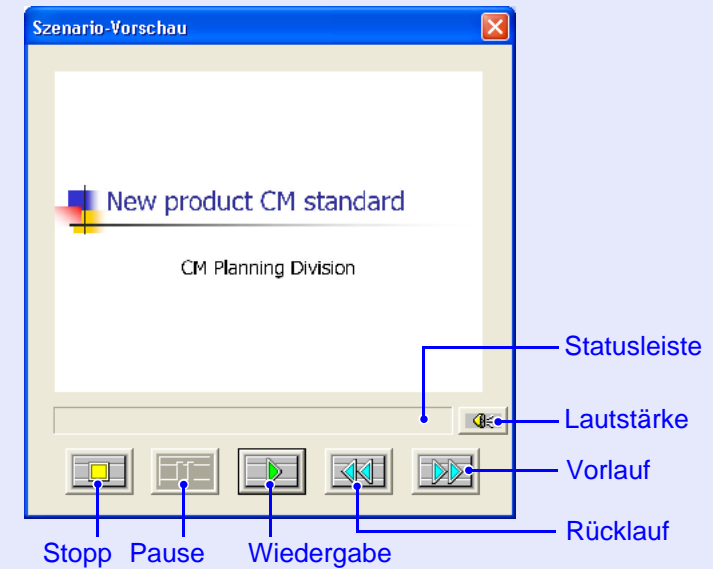 Szenario-Vorschau
New product CM standard
CM Planning Division
Statusleiste
Lautstärke
Vorlauf
Rücklauf
Stopp Pause Wiedergabe